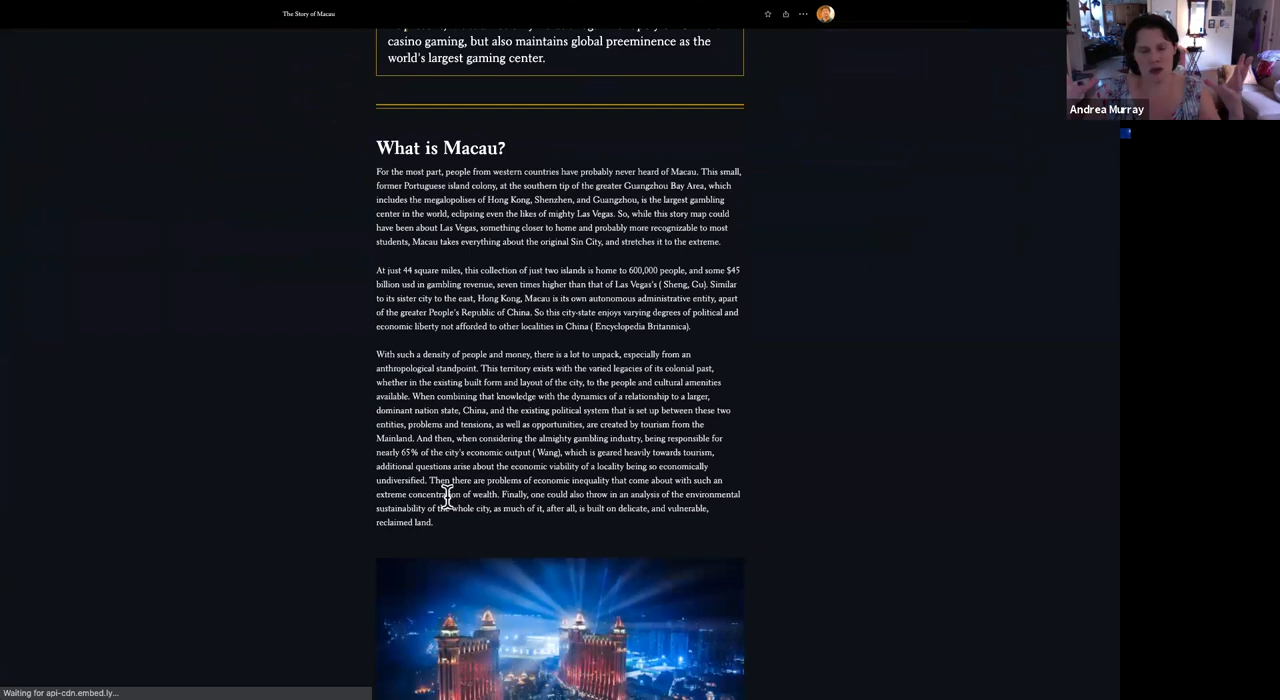 The Story of Macau
casino gaming, but also maintains global preeminence as the
world's largest gaming center.
Andrea Murray
What is Macau?
For the most part, people from western countries have probably never heard of Macau. This small,
former Portuguese island colony, at the southern tip of the greater Guangzhou Bay Area, which
includes the megalopolises of Hong Kong, Shenzhen, and Guangzhou, is the largest gambling
center in the world, eclipsing even the likes of mighty Las Vegas. So, while this story map could
have been about Las Vegas, something closer to home and probably more recognizable to most
students, Macau takes everything about the original Sin City, and stretches it to the extreme.
At just 44 square miles, this collection of just two islands is home to 600,000 people, and some $45
billion usd in gambling revenue, seven times higher than that of Las Vegas's ( Sheng, Gu). Similar
to its sister city to the east, Hong Kong, Macau is its own autonomous administrative entity, apart
of the greater People's Republic of China. So this city-state enjoys varying degrees of political and
economic liberty not afforded to other localities in China ( Encyclopedia Britannica).
With such a density of people and money, there is a lot to unpack, especially from an
anthropological standpoint. This territory exists with the varied legacies of its colonial past,
whether in the existing built form and layout of the city, to the people and cultural amenities
available. When combining that knowledge with the dynamics of a relationship to a larger,
dominant nation state, China, and the existing political system that is set up between these two
entities, problems and tensions, as well as opportunities, are created by tourism from the
Mainland. And then, when considering the almighty gambling industry, being responsible for
nearly 65% of the city's economic output ( Wang), which is geared heavily towards tourism,
additional questions arise about the economic viability of a locality being so economically
undiversified. Then there are problems of economic inequality that come about with such an
extreme concentration of wealth. Finally, one could also throw in an analysis of the environmental
sustainability of the whole city, as much of it, after all, is built on delicate, and vulnerable,
reclaimed land.
Waiting for api-cdn.embed.ly...